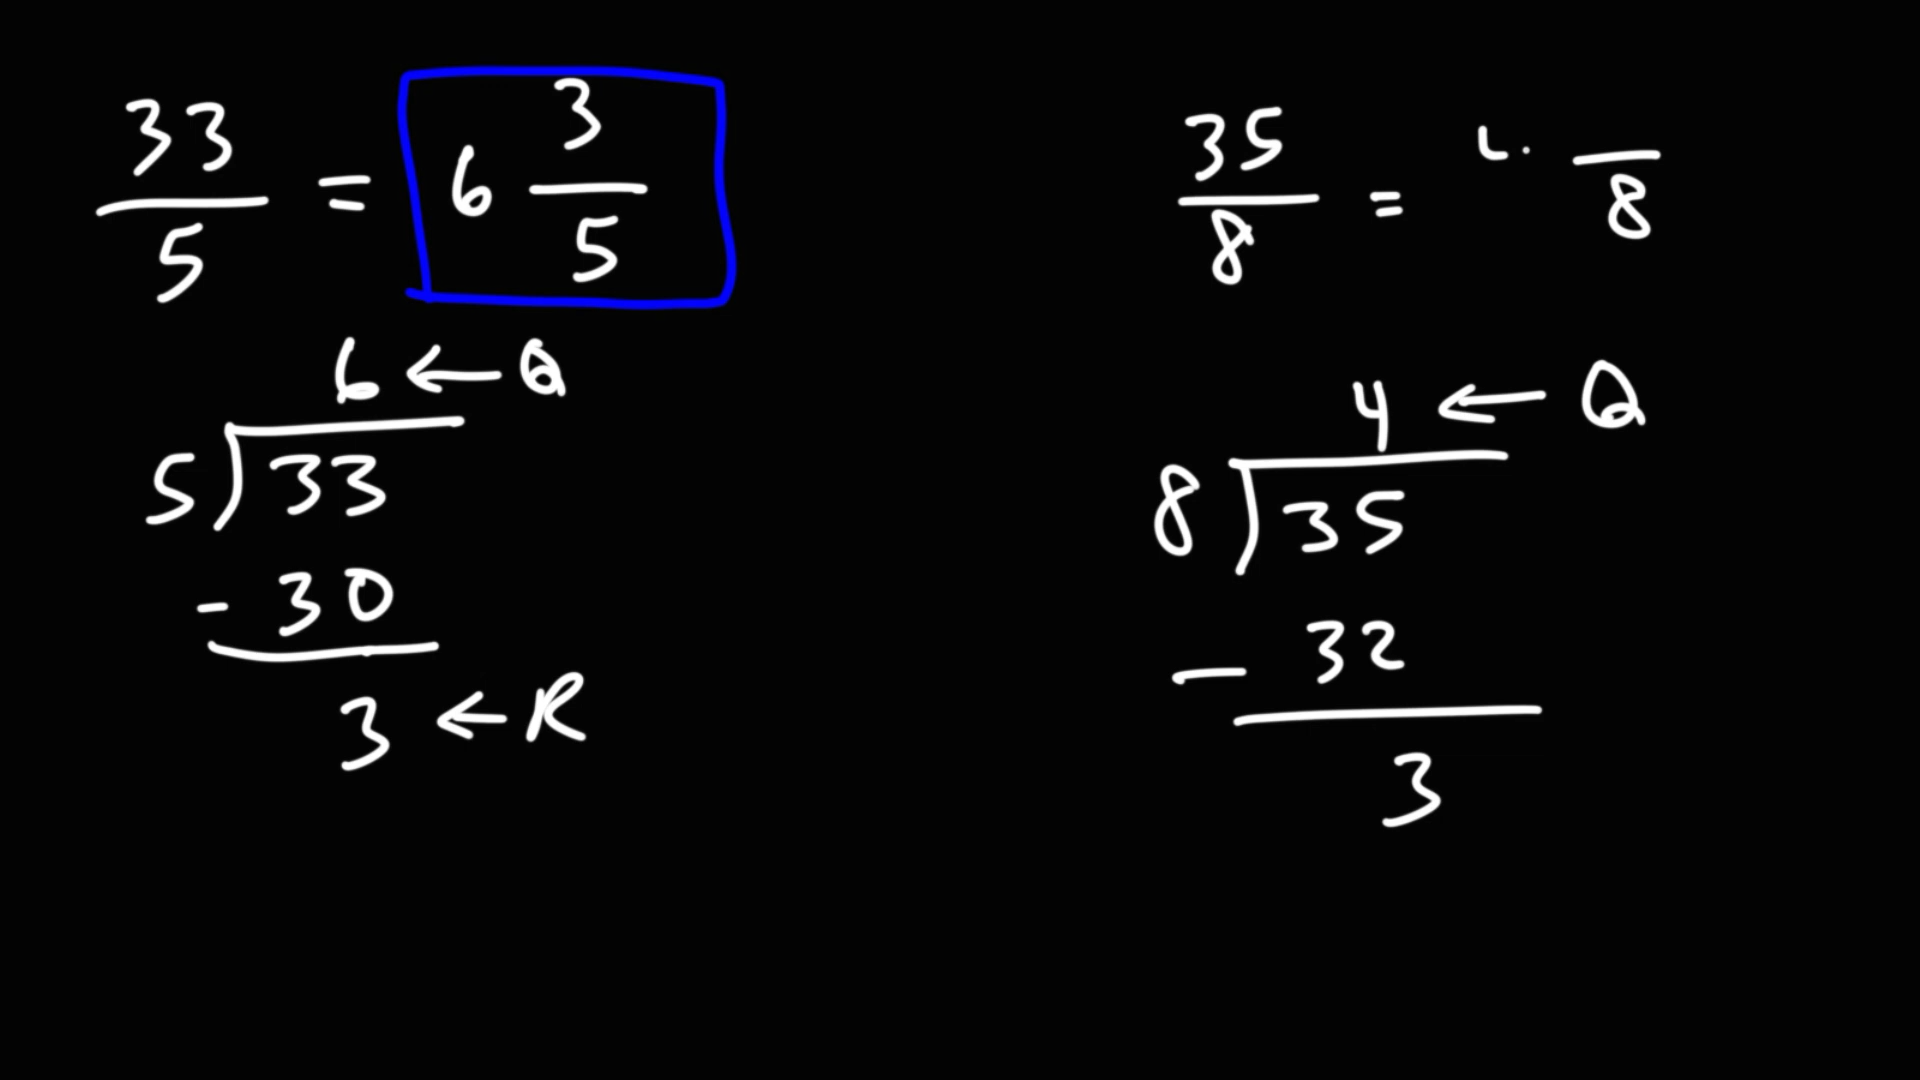 33/5 = 6 3/5
6 ← Q
5)33
- 30
3 ← R
35/8 = /8
4 ← Q
8)35
- 32
3